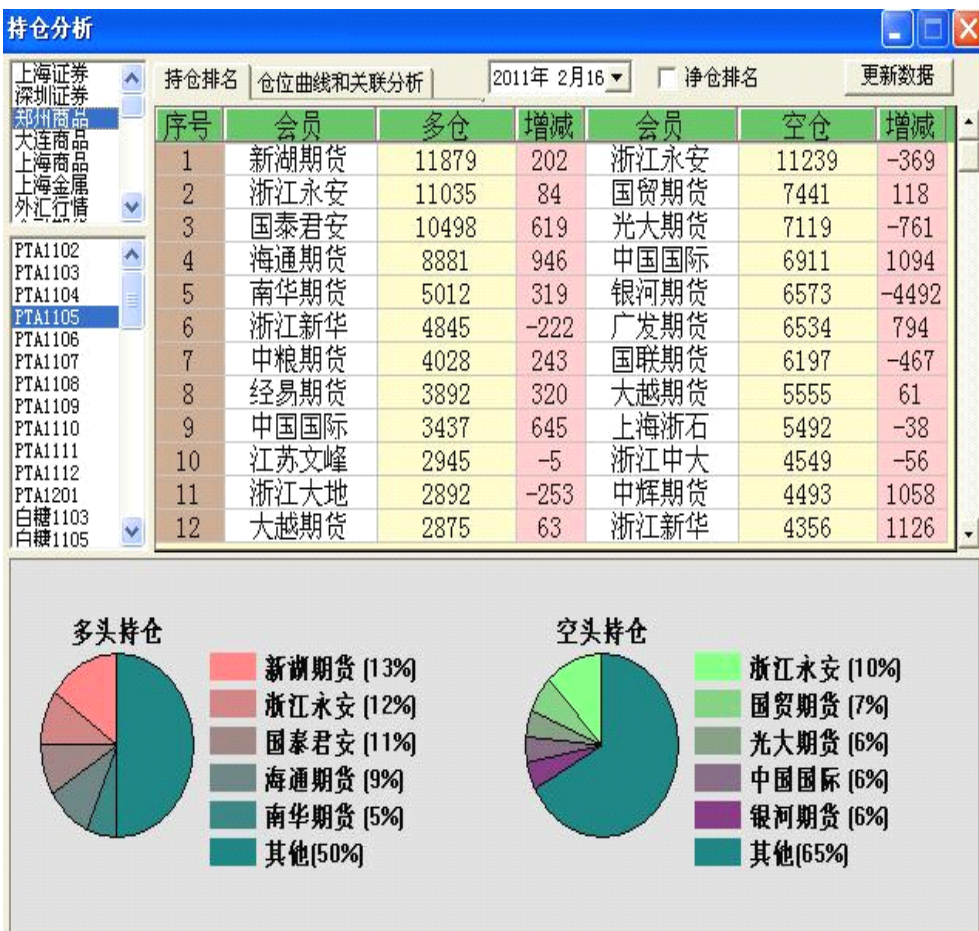 持仓分析
上海证券
深圳证券
郑州商品
大连商品
上海商品
上海金属
外汇行情
持仓排名 仓位曲线和关联分析 2011年 2月16 净仓排名 更新数据
序号 会员 多仓 增减 会员 空仓 增减
1 新湖期货 11879 202 浙江永安 11239 -369
2 浙江永安 11035 84 国贸期货 7441 118
3 国泰君安 10498 619 光大期货 7119 -761
4 海通期货 8881 946 中国国际 6911 1094
5 南华期货 5012 319 银河期货 6573 -4492
6 浙江新华 4845 -222 广发期货 6534 794
7 中粮期货 4028 243 国联期货 6197 -467
8 经易期货 3892 320 大越期货 5555 61
9 中国国际 3437 645 上海浙石 5492 -38
10 江苏文峰 2945 -5 浙江中大 4549 -56
11 浙江大地 2892 -253 中辉期货 4493 1058
12 大越期货 2875 63 浙江新华 4356 1126
PTA1102
PTA1103
PTA1104
PTA1105
PTA1106
PTA1107
PTA1108
PTA1109
PTA1110
PTA1111
PTA1112
PTA1201
白糖1103
白糖1105
多头持仓
新湖期货 (13%)
浙江永安 (12%)
国泰君安 (11%)
海通期货 (9%)
南华期货 (5%)
其他(50%)
空头持仓
浙江永安 (10%)
国贸期货 (7%)
光大期货 (6%)
中国国际 (6%)
银河期货 (6%)
其他(65%)